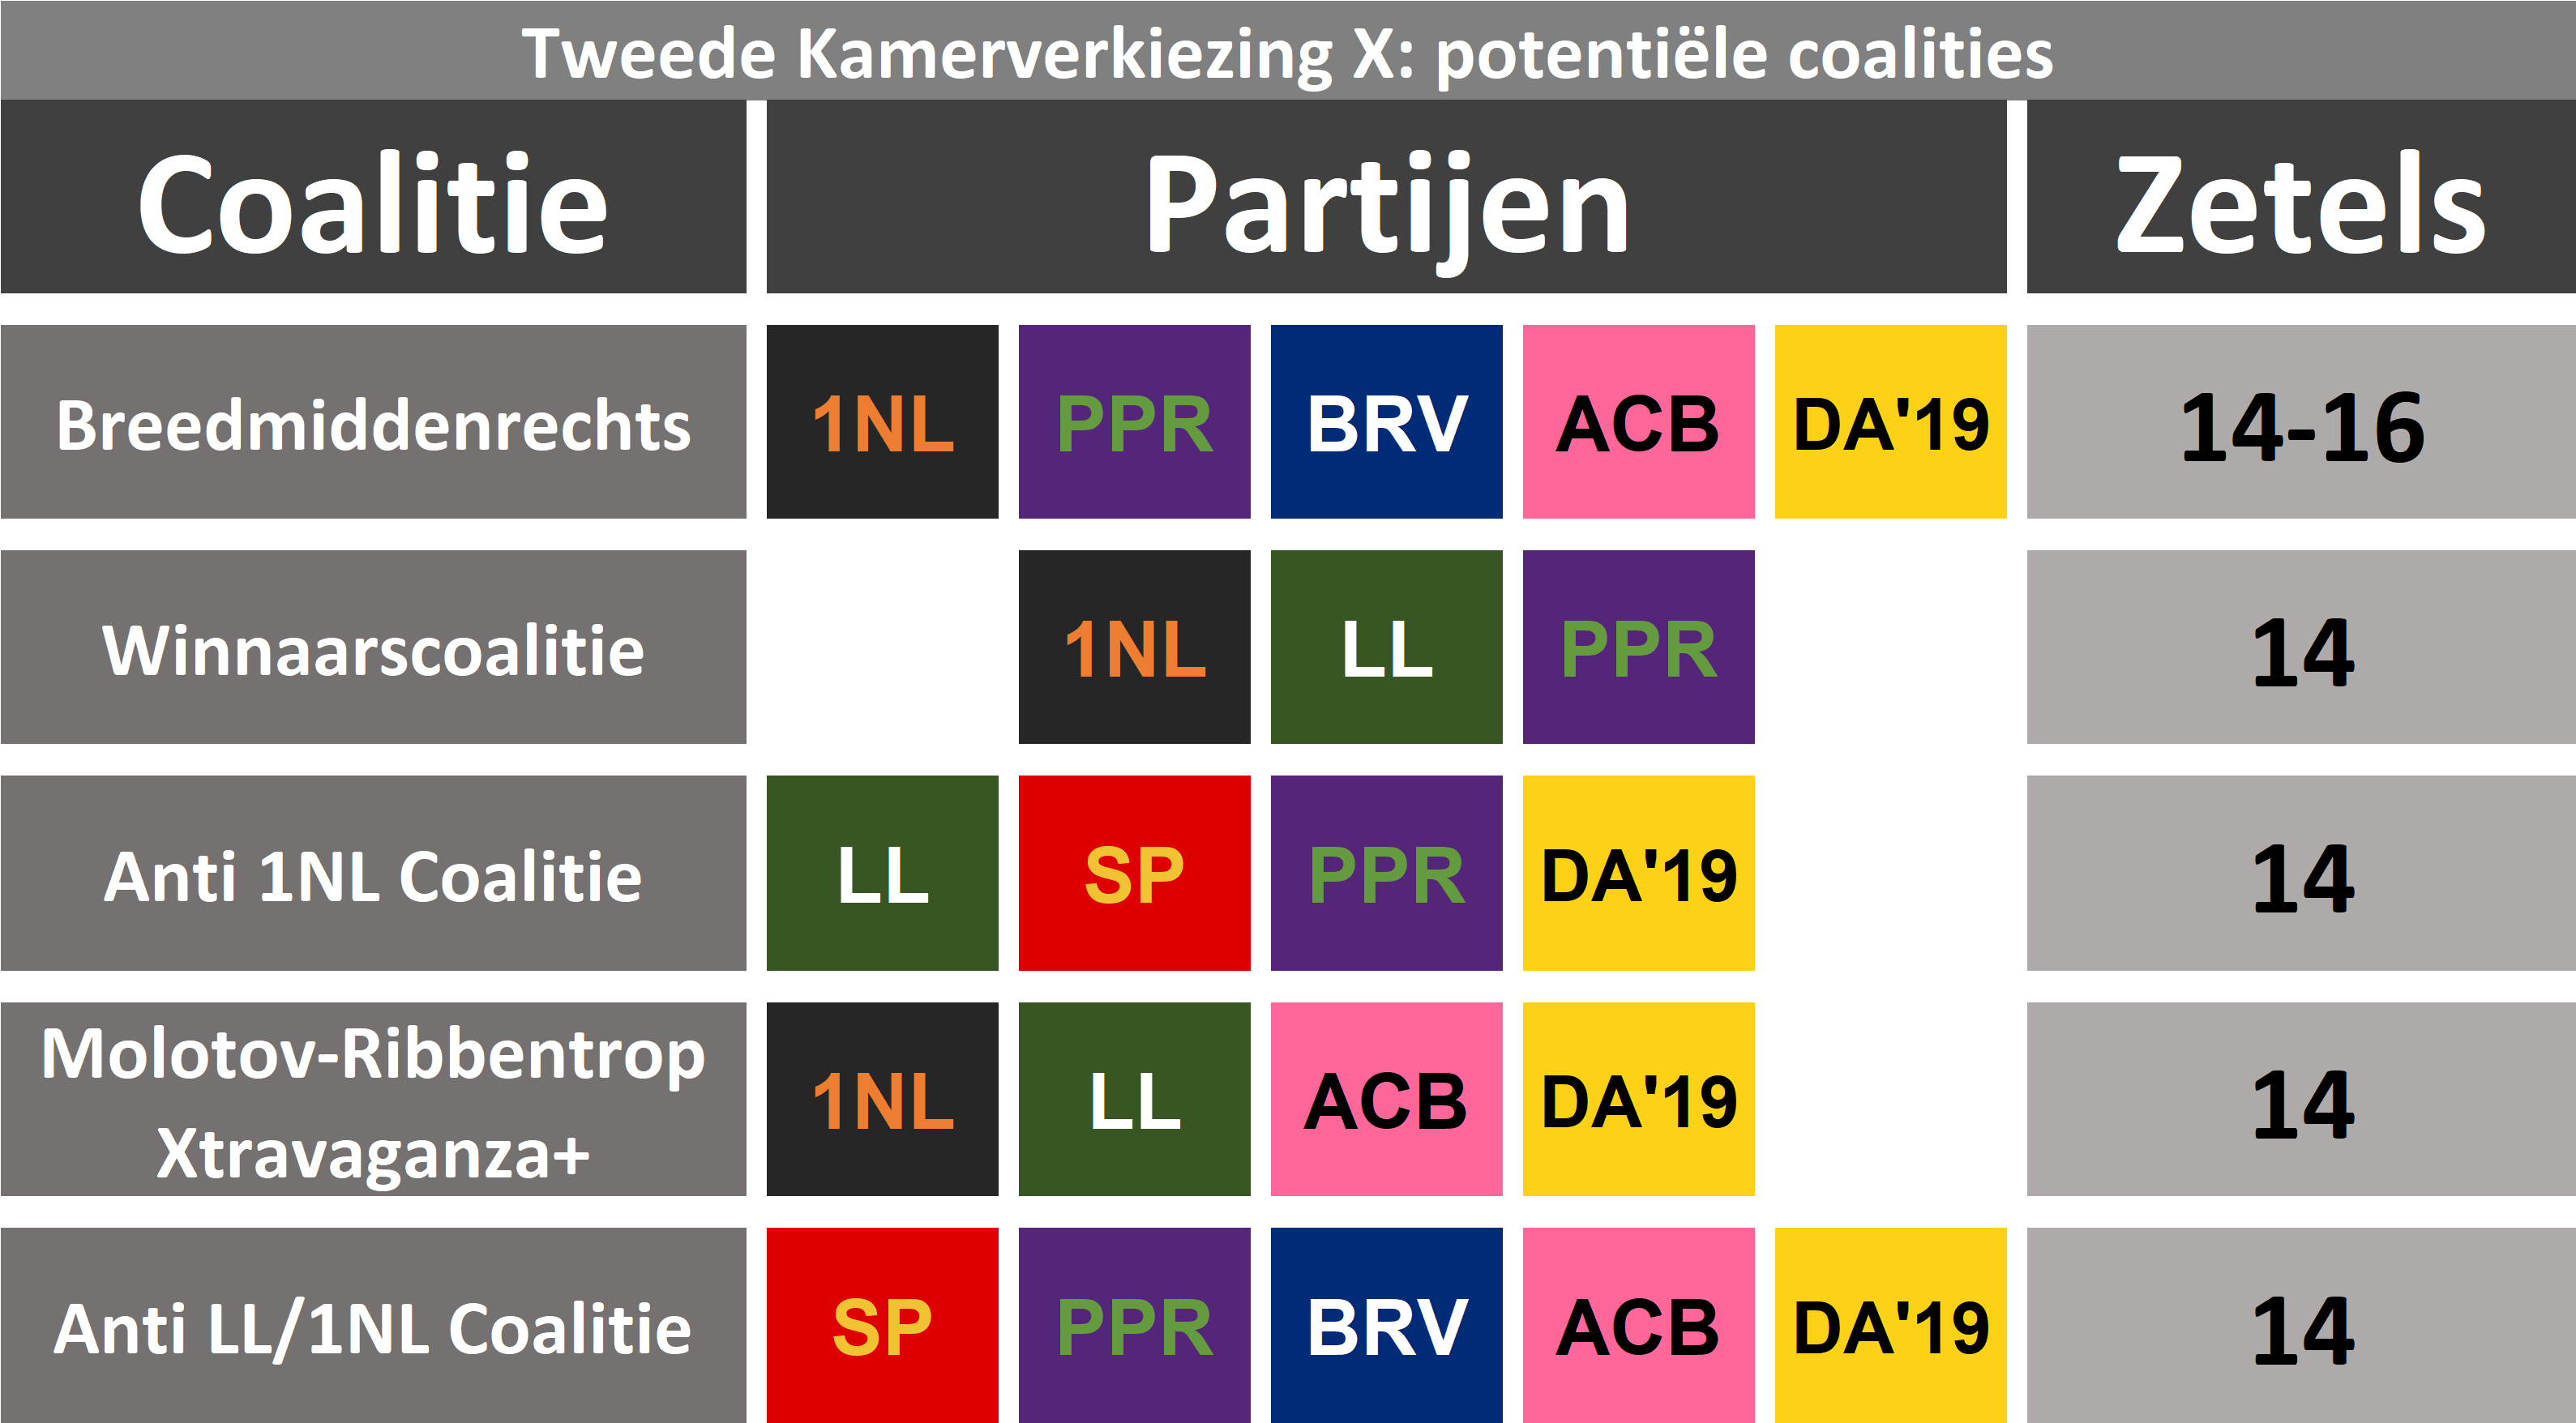 Tweede Kamerverkiezing X: potentiële coalities
Coalitie Partijen Zetels
Breedmiddenrechts 1NL PPR BRV ACB DA'19 14-16
Winnaarscoalitie 1NL LL PPR 14
Anti 1NL Coalitie LL SP PPR DA'19 14
Molotov-Ribbentrop
Xtravaganza+ 1NL LL ACB DA'19 14
Anti LL/1NL Coalitie SP PPR BRV ACB DA'19 14